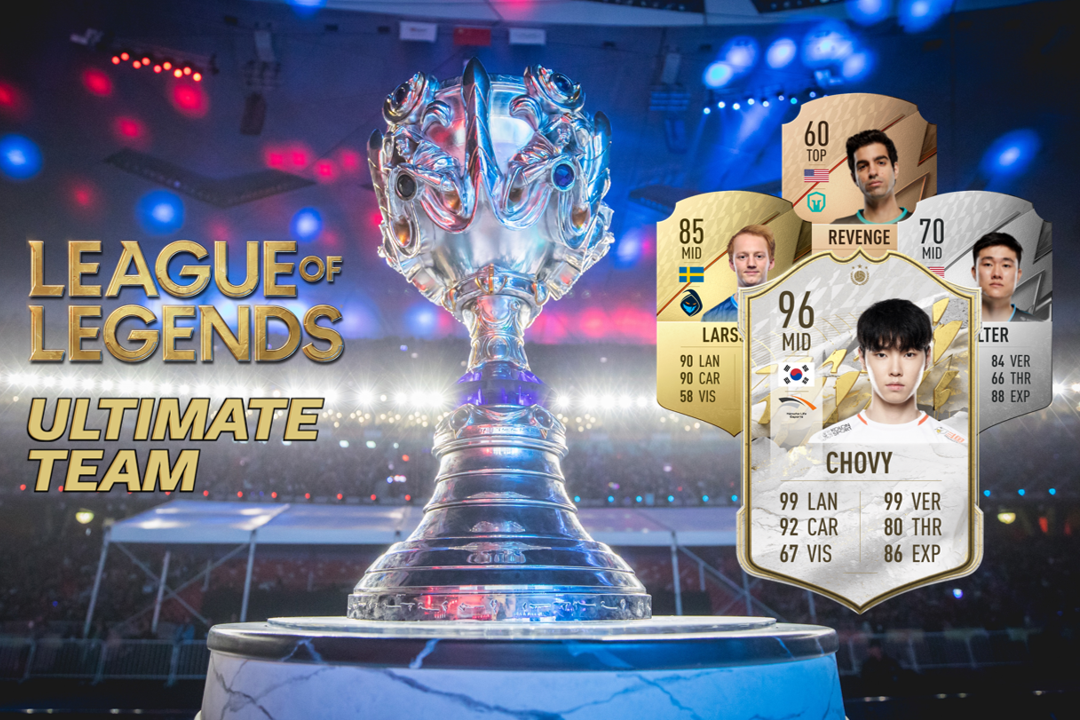 LEAGUE OF
LEGENDS
ULTIMATE
TEAM
60
TOP
REVENGE
85
MID
LARS
90 LAN
90 CAR
58 VIS
70
MID
LTER
84 VER
66 THR
88 EXP
96
MID
CHOVY
99 LAN
92 CAR
67 VIS
99 VER
80 THR
86 EXP